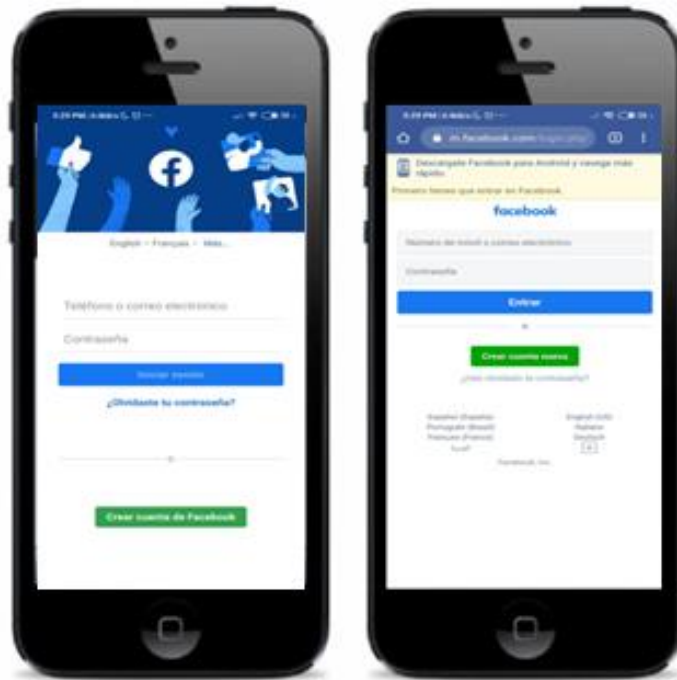 English · Français · Más...
Teléfono o correo electrónico
Contraseña
Iniciar sesión
¿Olvidaste tu contraseña?
o
Crear cuenta de Facebook
m.facebook.com/login.php
Descárgate Facebook para Android y navega más
rápido.
Primero tienes que entrar en Facebook.
facebook
Número de móvil o correo electrónico
Contraseña
Entrar
o
Crear cuenta nueva
¿Has olvidado la contraseña?
Español (España)
English (US)
Português (Brasil)
Italiano
Français (France)
Deutsch
العربية
Facebook, Inc.